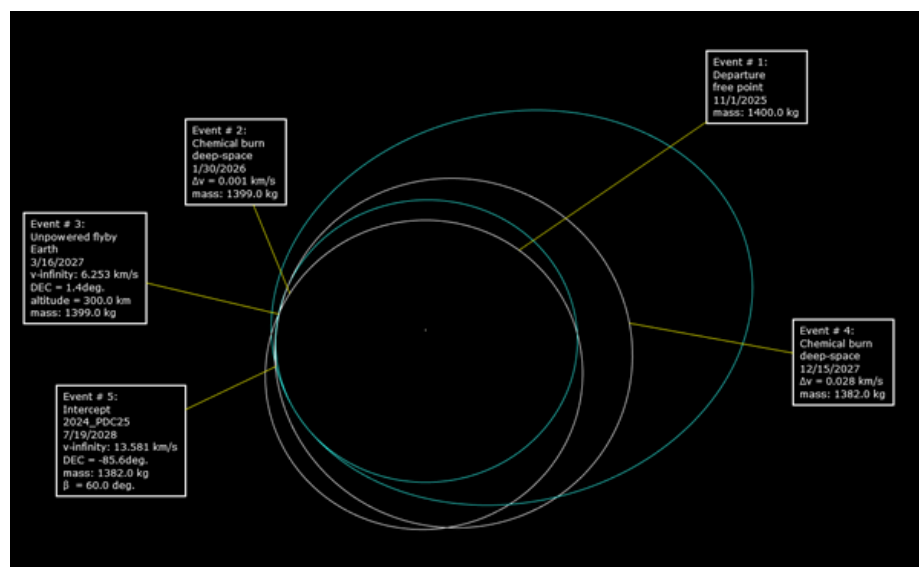 Event # 1:
Departure
free point
11/1/2025
mass: 1400.0 kg
Event # 2:
Chemical burn
deep-space
1/30/2026
Δv = 0.001 km/s
mass: 1399.0 kg
Event # 3:
Unpowered flyby
Earth
3/16/2027
v-infinity: 6.253 km/s
DEC = 1.4deg.
altitude = 300.0 km
mass: 1399.0 kg
Event # 4:
Chemical burn
deep-space
12/15/2027
Δv = 0.028 km/s
mass: 1382.0 kg
Event # 5:
Intercept
2024_PDC25
7/19/2028
v-infinity: 13.581 km/s
DEC = -85.6deg.
mass: 1382.0 kg
β = 60.0 deg.